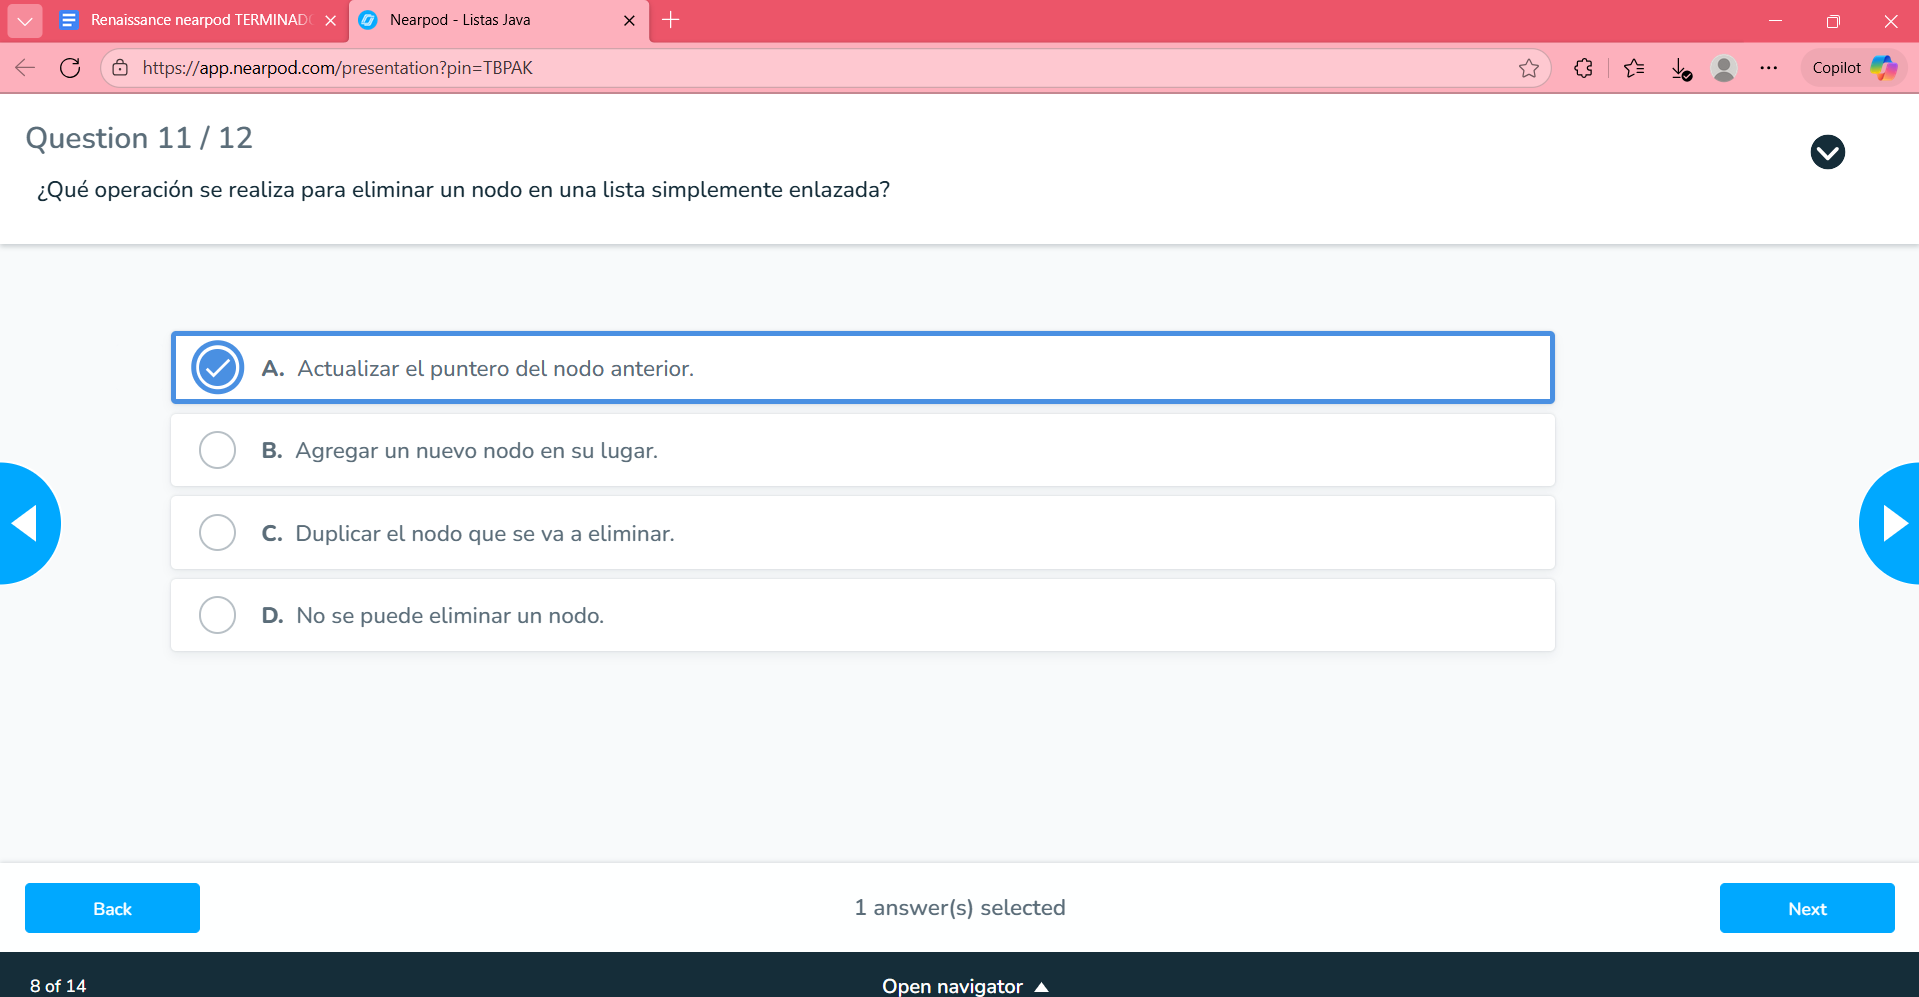 Renaissance nearpod TERMINAD
Nearpod - Listas Java
https://app.nearpod.com/presentation?pin=TBPAK
Copilot
Question 11 / 12
¿Qué operación se realiza para eliminar un nodo en una lista simplemente enlazada?
A. Actualizar el puntero del nodo anterior.
B. Agregar un nuevo nodo en su lugar.
C. Duplicar el nodo que se va a eliminar.
D. No se puede eliminar un nodo.
Back
1 answer(s) selected
Next
8 of 14
Open navigator